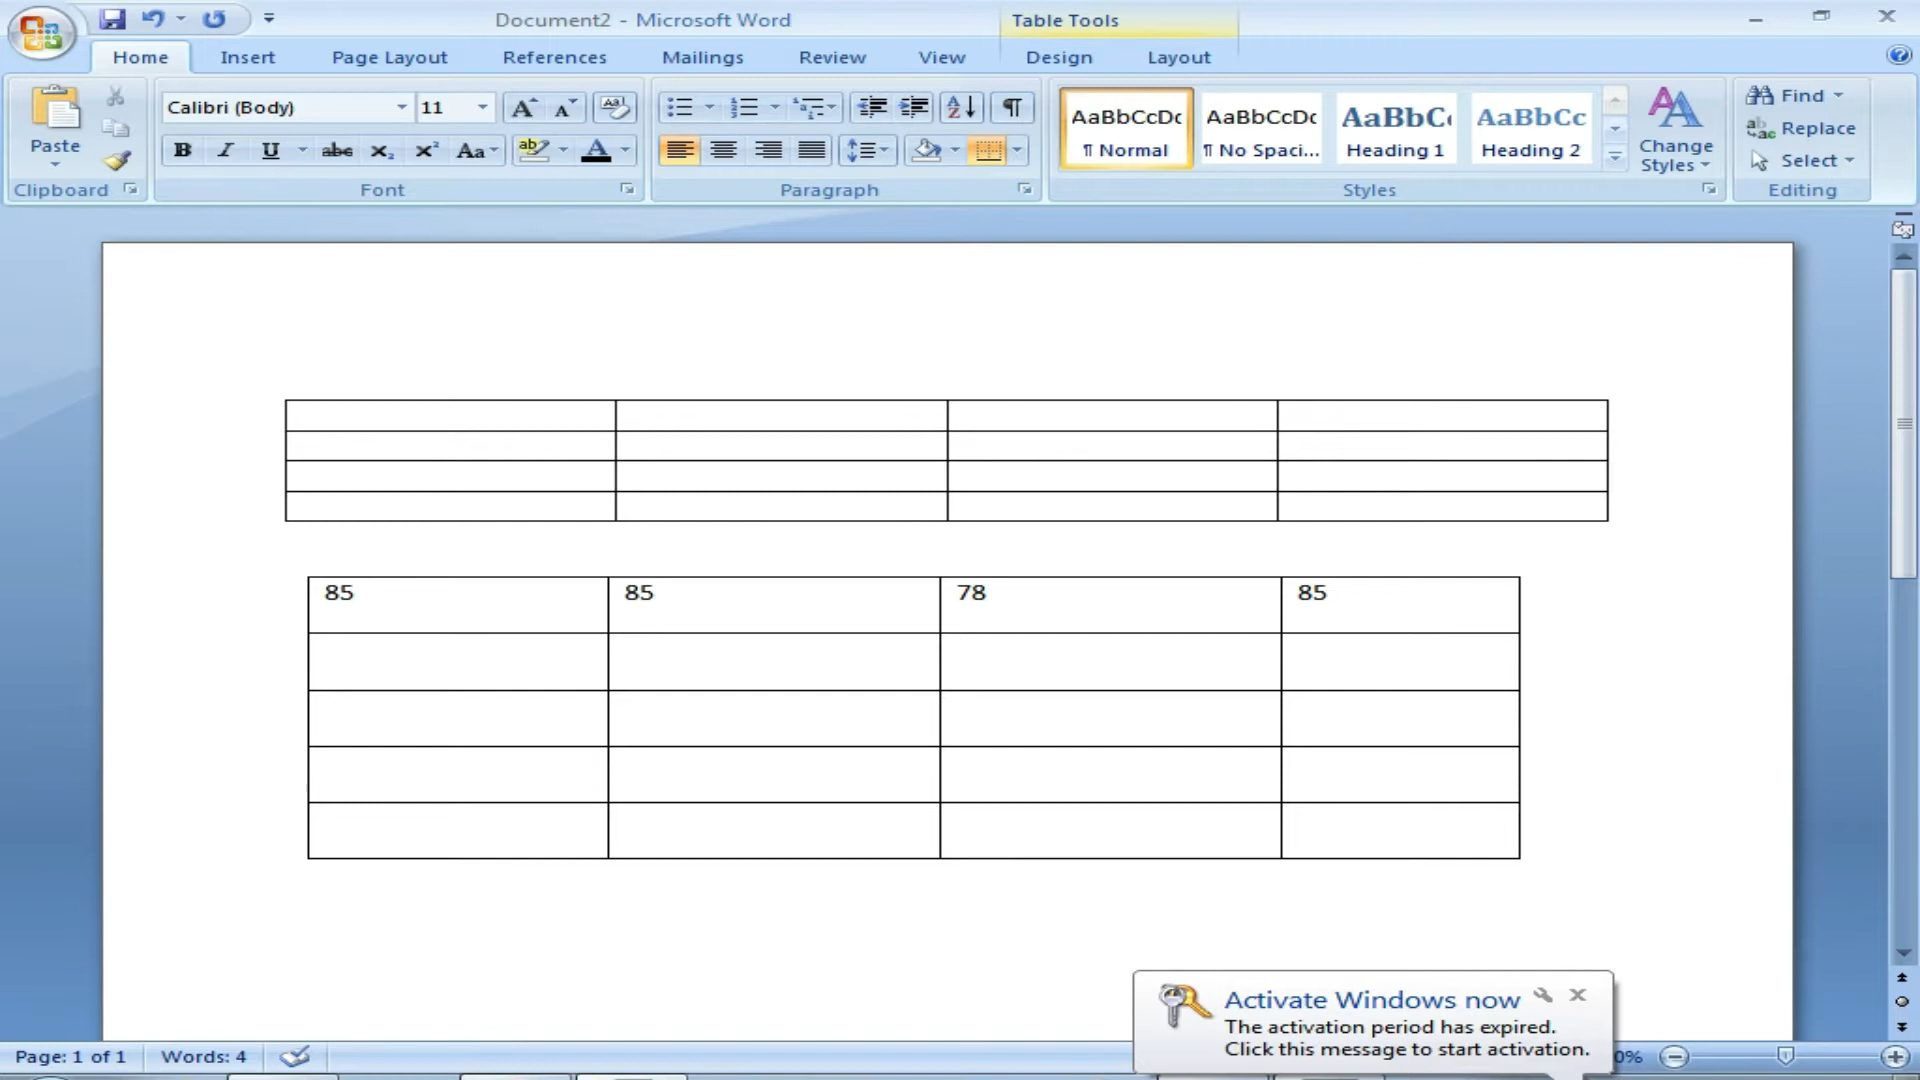 Document2 - Microsoft Word
Table Tools
Home Insert Page Layout References Mailings Review View Design Layout
Calibri (Body) 11 AaBbCcDc AaBbCcDc AaBbCc AaBbCc
¶ Normal ¶ No Spaci... Heading 1 Heading 2
Paste
Change Styles
Find
Replace
Select
Clipboard Font Paragraph Styles Editing
85 85 78 85
Activate Windows now
The activation period has expired.
Click this message to start activation.
Page: 1 of 1 Words: 4 0%